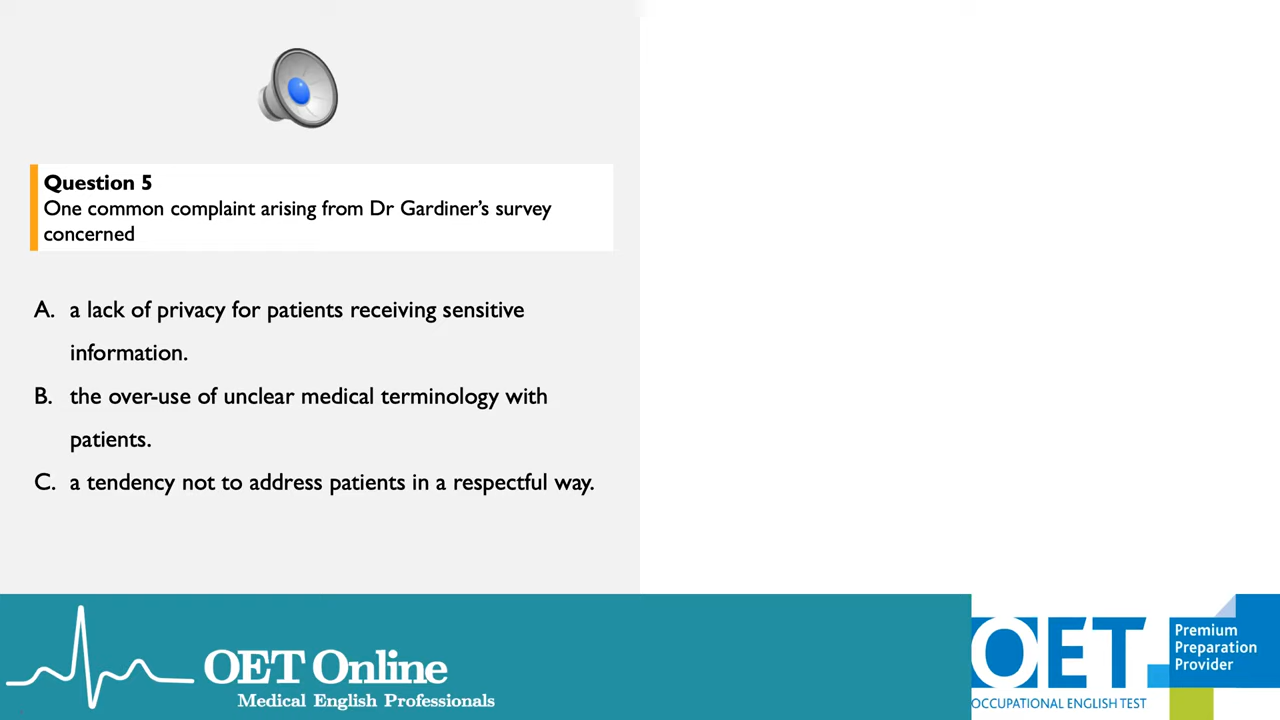 Question 5
One common complaint arising from Dr Gardiner’s survey
concerned
A. a lack of privacy for patients receiving sensitive
information.
B. the over-use of unclear medical terminology with
patients.
C. a tendency not to address patients in a respectful way.
OET Online
Medical English Professionals
OET
OCCUPATIONAL ENGLISH TEST
Premium
Preparation
Provider